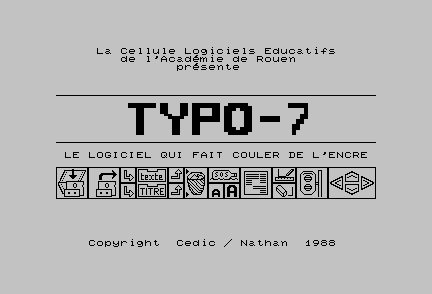 La Cellule Logiciels Educatifs
de l'Académie de Rouen
présente
TYPO-7
LE LOGICIEL QUI FAIT COULER DE L'ENCRE
texte
SOS
TITRE
A A
Copyright Cedic / Nathan 1988